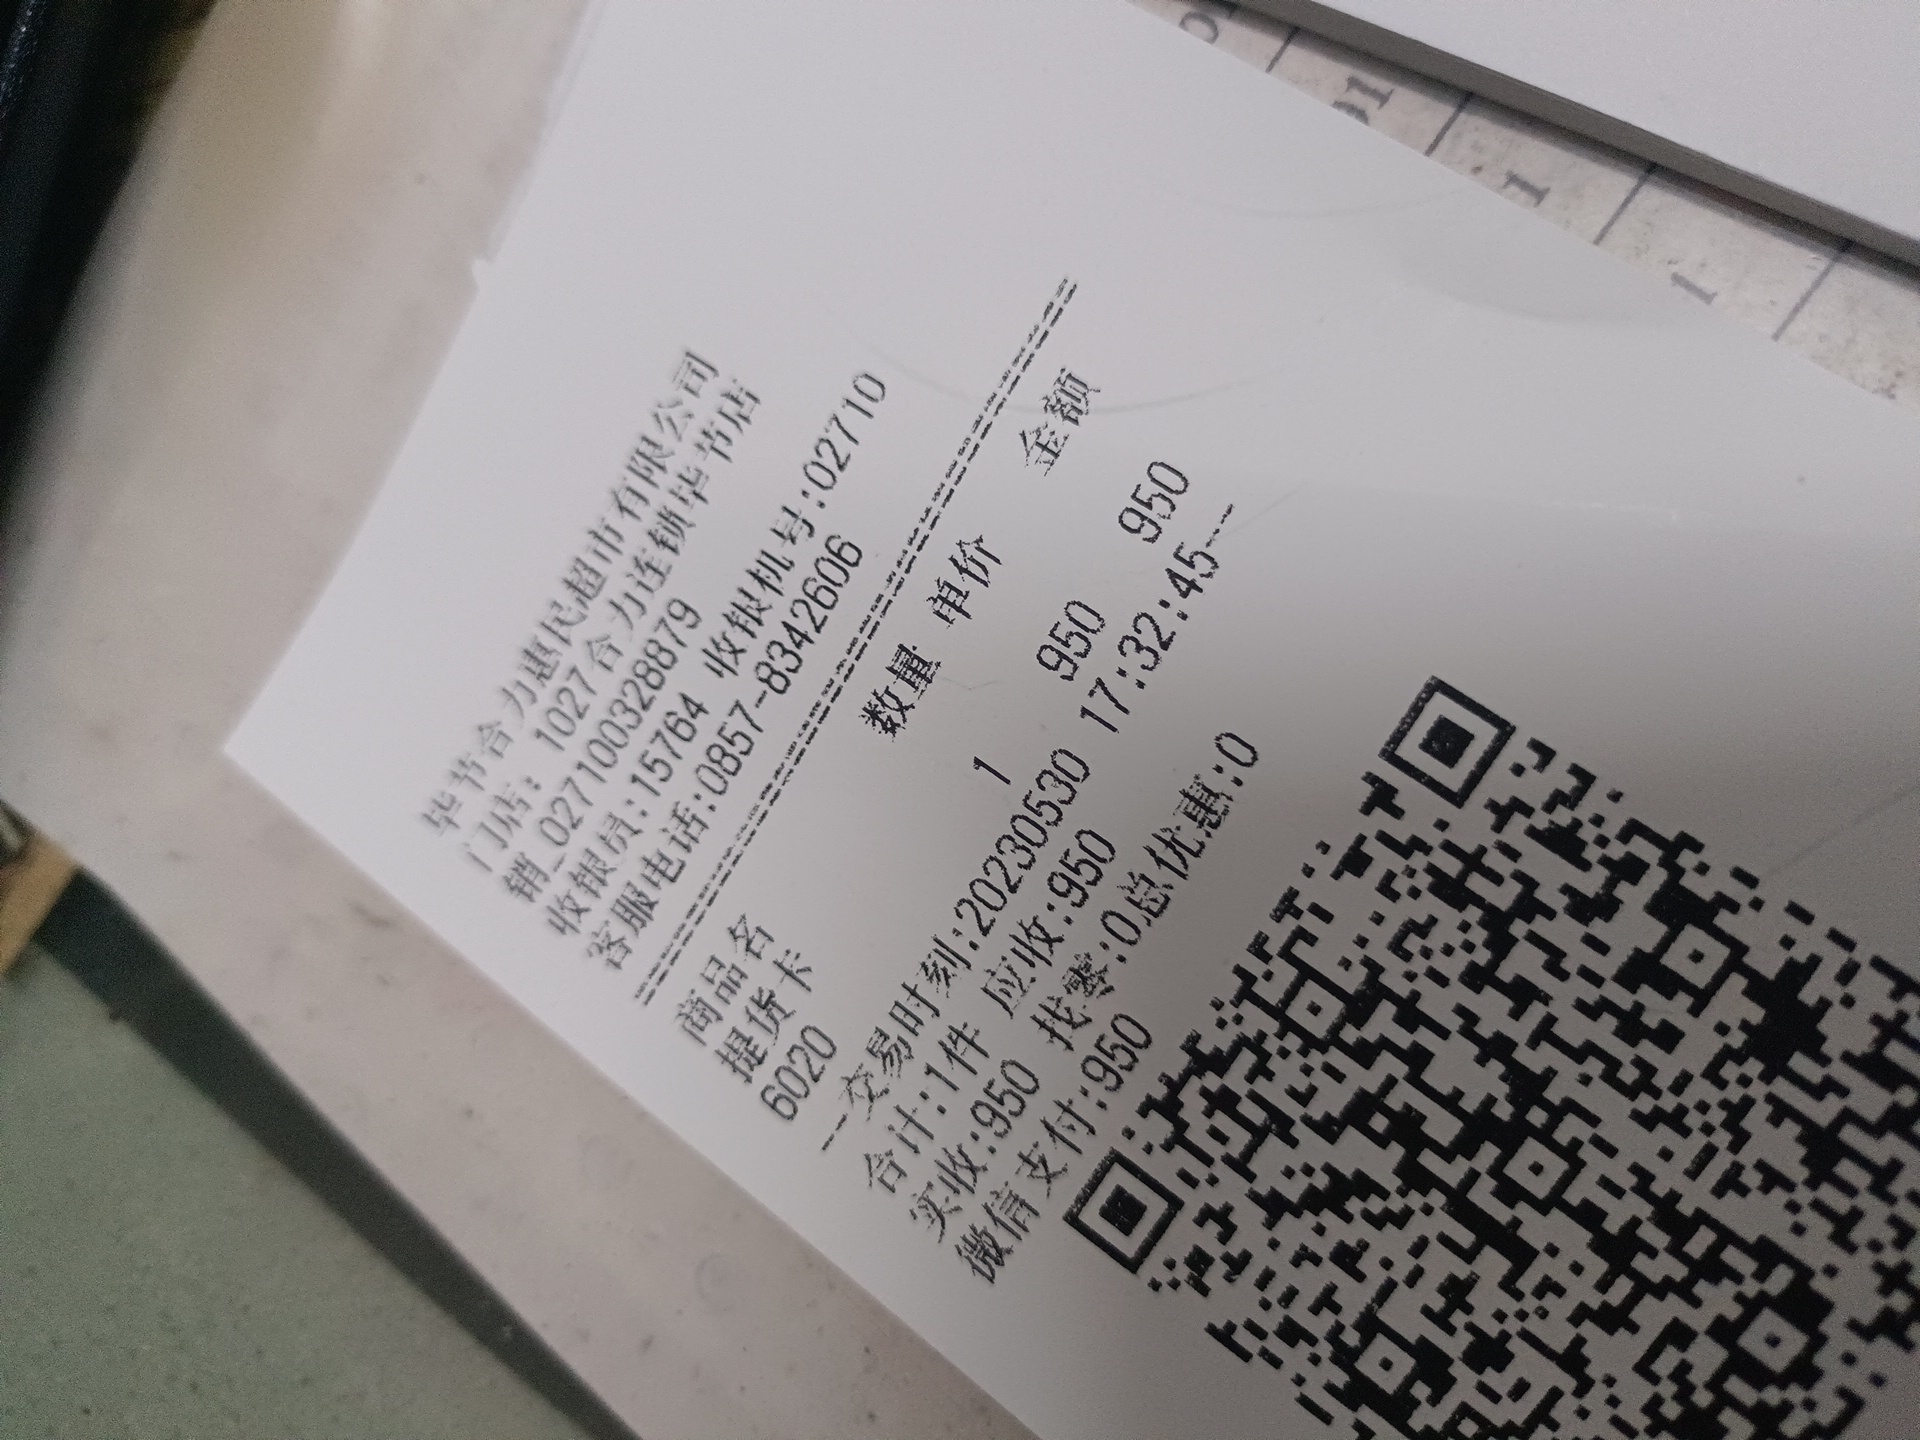 毕节合力惠民超市有限公司
门店: 1027合力连锁毕节店
销_02710032887​9
收银员:15764 收银机号:02710
客服电话:0857-8342606
商品名 数量 单价 金额
提货卡
6020 1 950 950
--交易时刻:20230530 17:32:45---
合计:1件 应收:950
实收:950 找零:0总优惠:0
微信支付:950